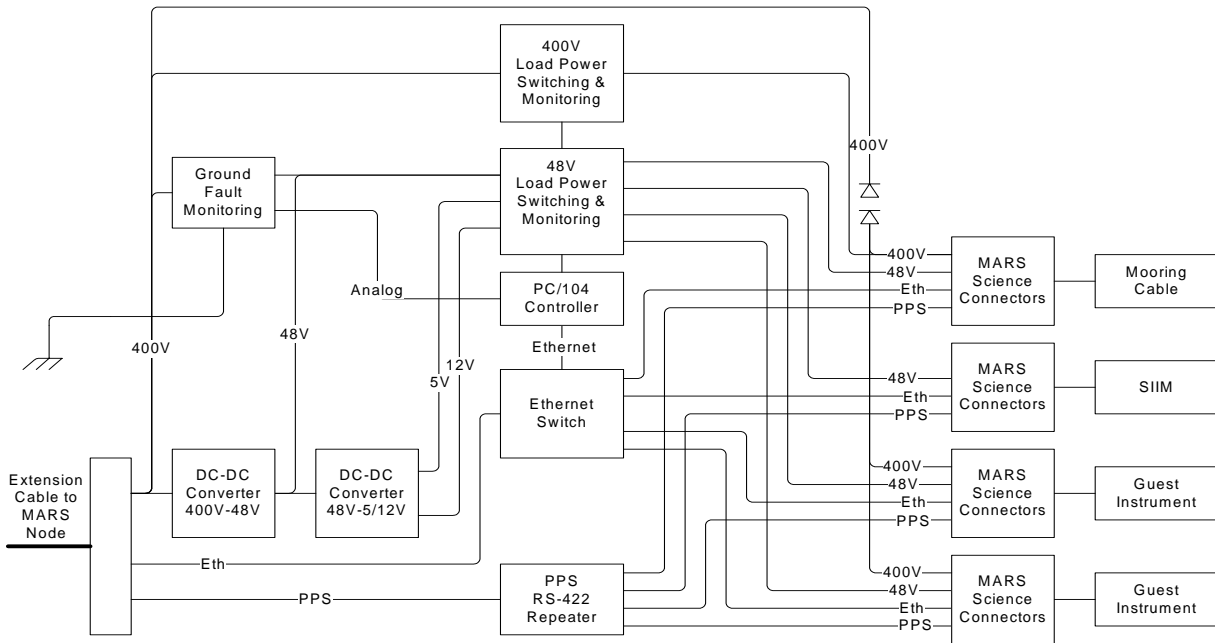 400V
Load Power
Switching &
Monitoring
400V
Ground
Fault
Monitoring
48V
Load Power
Switching &
Monitoring
400V
48V
Eth
PPS
MARS
Science
Connectors
Mooring
Cable
Analog
PC/104
Controller
400V
48V
Ethernet
12V
5V
48V
Eth
PPS
MARS
Science
Connectors
SIIM
Ethernet
Switch
Extension
Cable to
MARS
Node
DC-DC
Converter
400V-48V
DC-DC
Converter
48V-5/12V
400V
48V
Eth
PPS
MARS
Science
Connectors
Guest
Instrument
Eth
PPS
PPS
RS-422
Repeater
400V
48V
Eth
PPS
MARS
Science
Connectors
Guest
Instrument